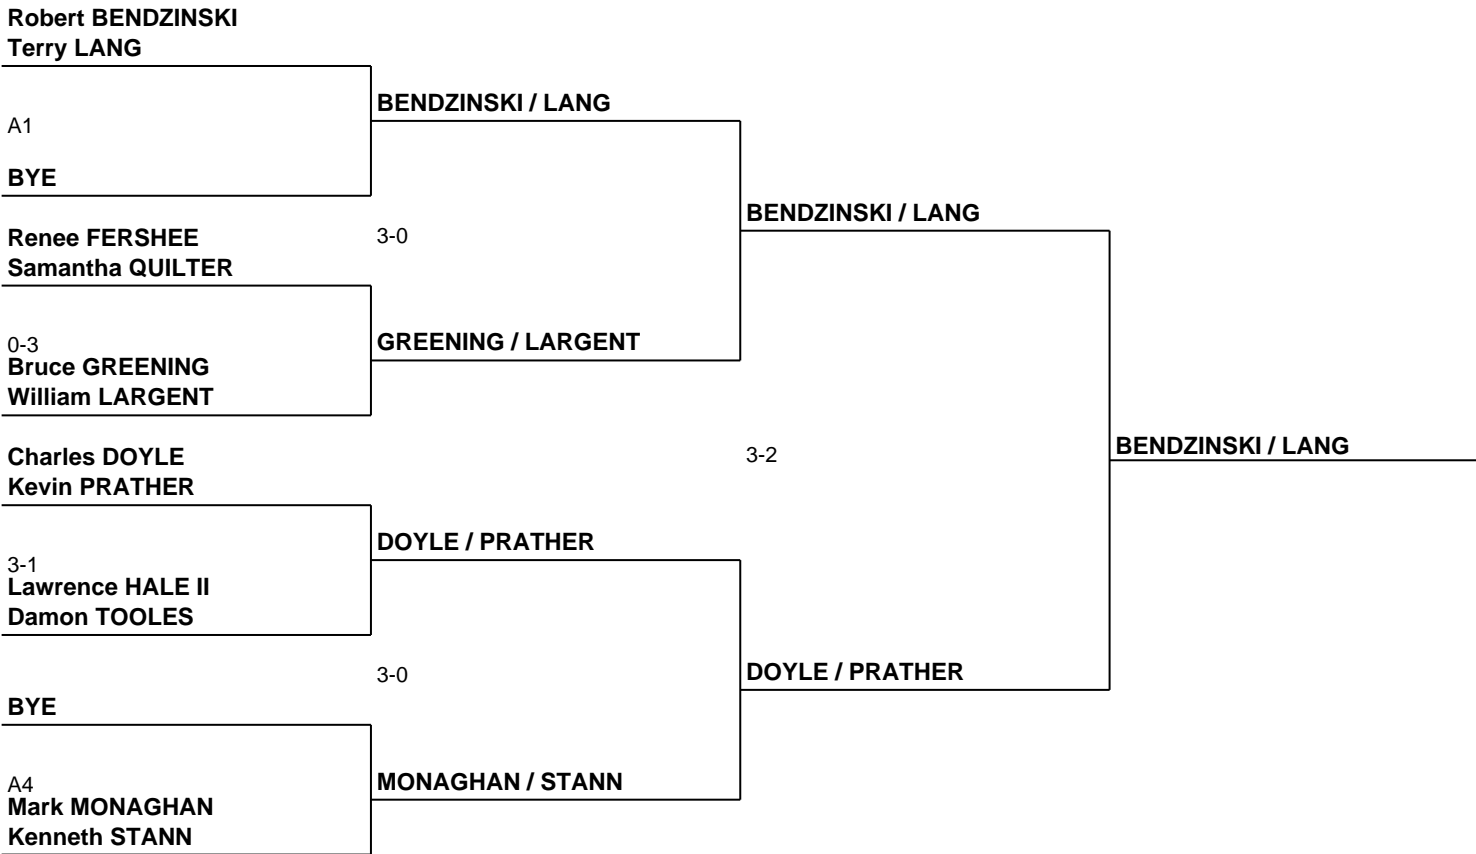 Robert BENDZINSKI
Terry LANG
BENDZINSKI / LANG
A1
BYE
BENDZINSKI / LANG
Renee FERSHEE
3-0
Samantha QUILTER
GREENING / LARGENT
0-3
Bruce GREENING
William LARGENT
BENDZINSKI / LANG
Charles DOYLE
3-2
Kevin PRATHER
DOYLE / PRATHER
3-1
Lawrence HALE II
Damon TOOLES
3-0
DOYLE / PRATHER
BYE
MONAGHAN / STANN
A4
Mark MONAGHAN
Kenneth STANN